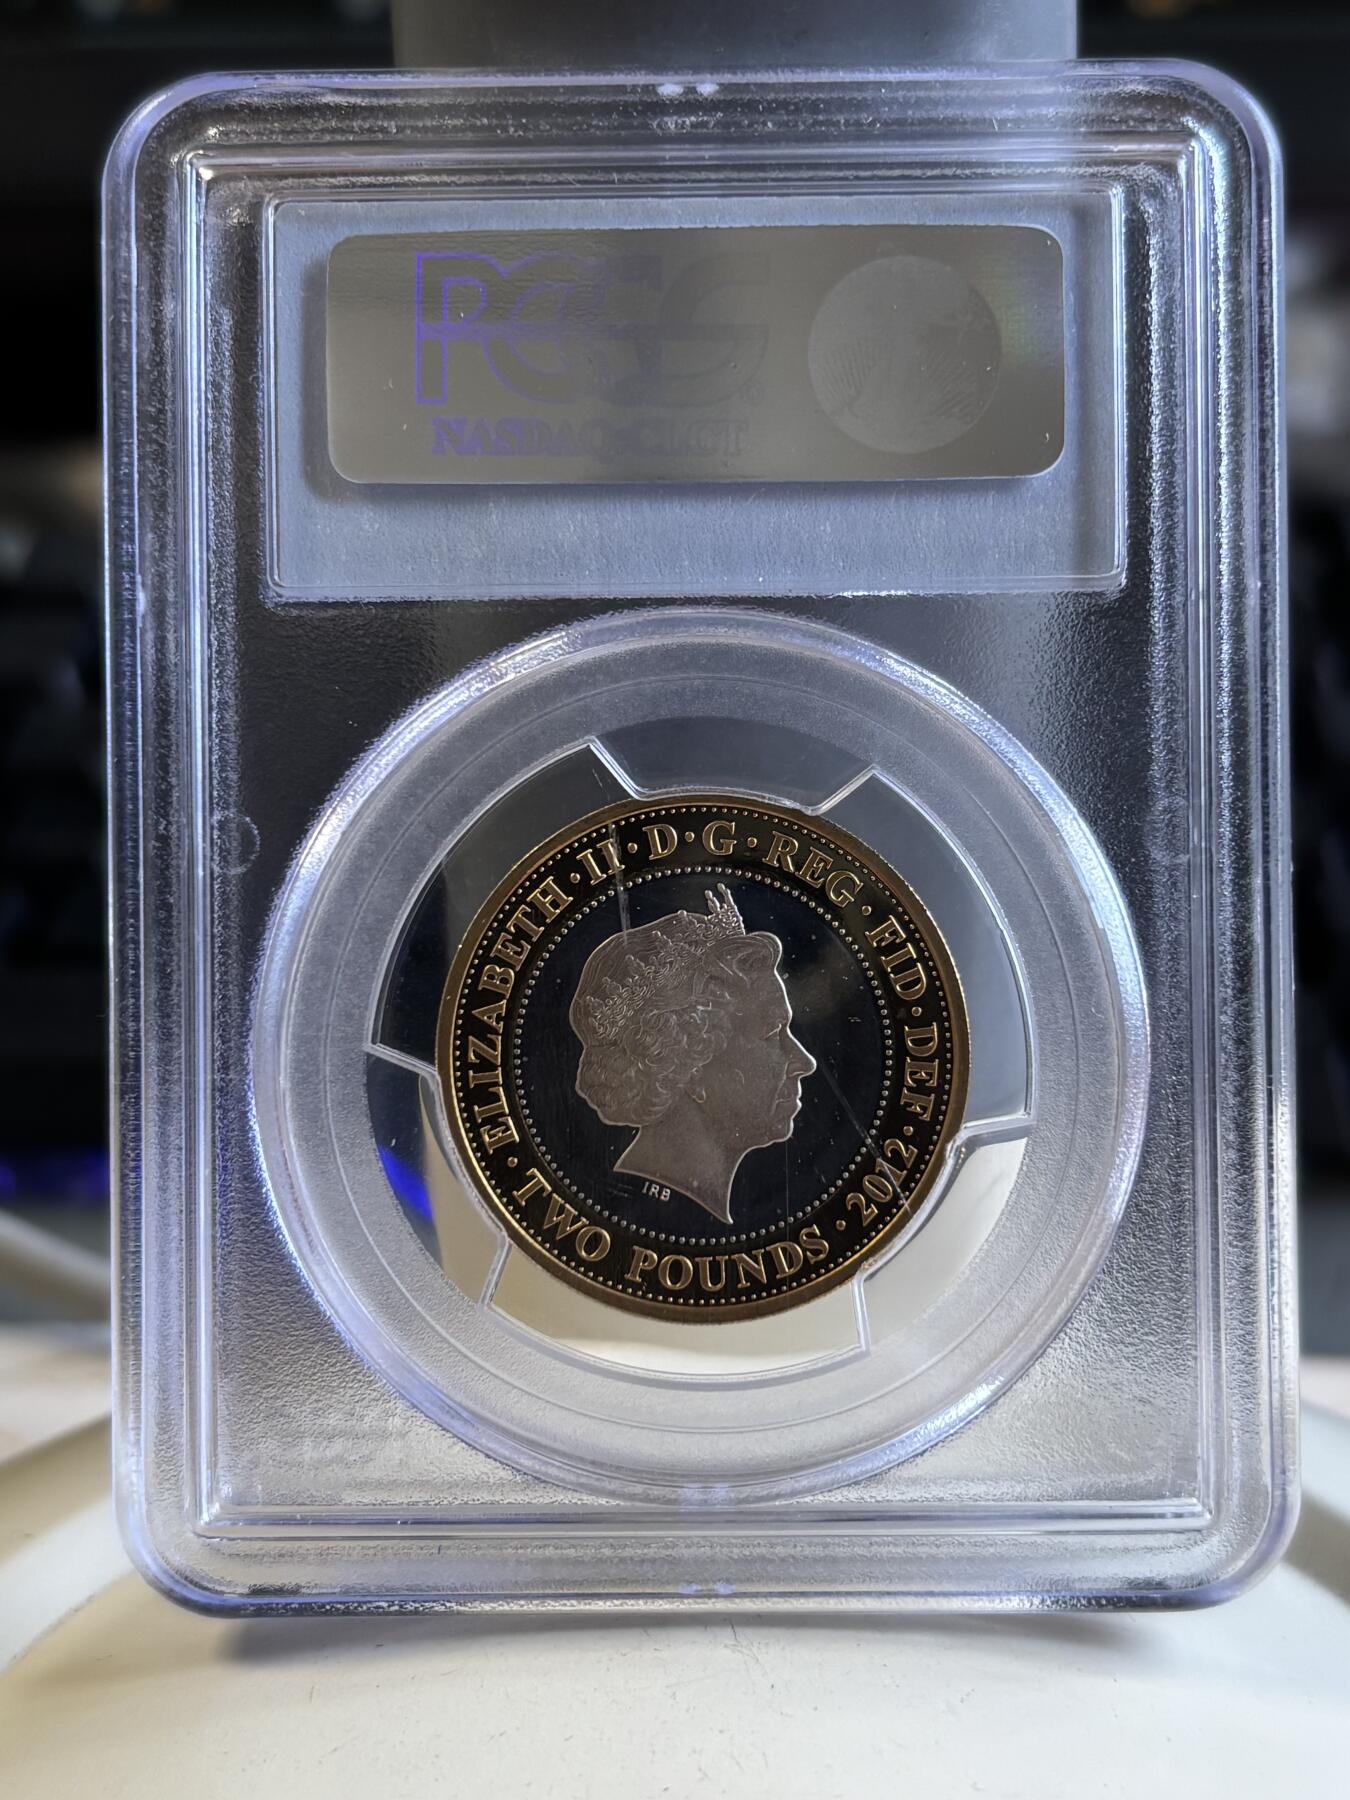 PCGS®
NASDAQ:CLCT
· ELIZABETH · II · D · G · REG · FID · DEF · 2012
· TWO POUNDS ·
IRB